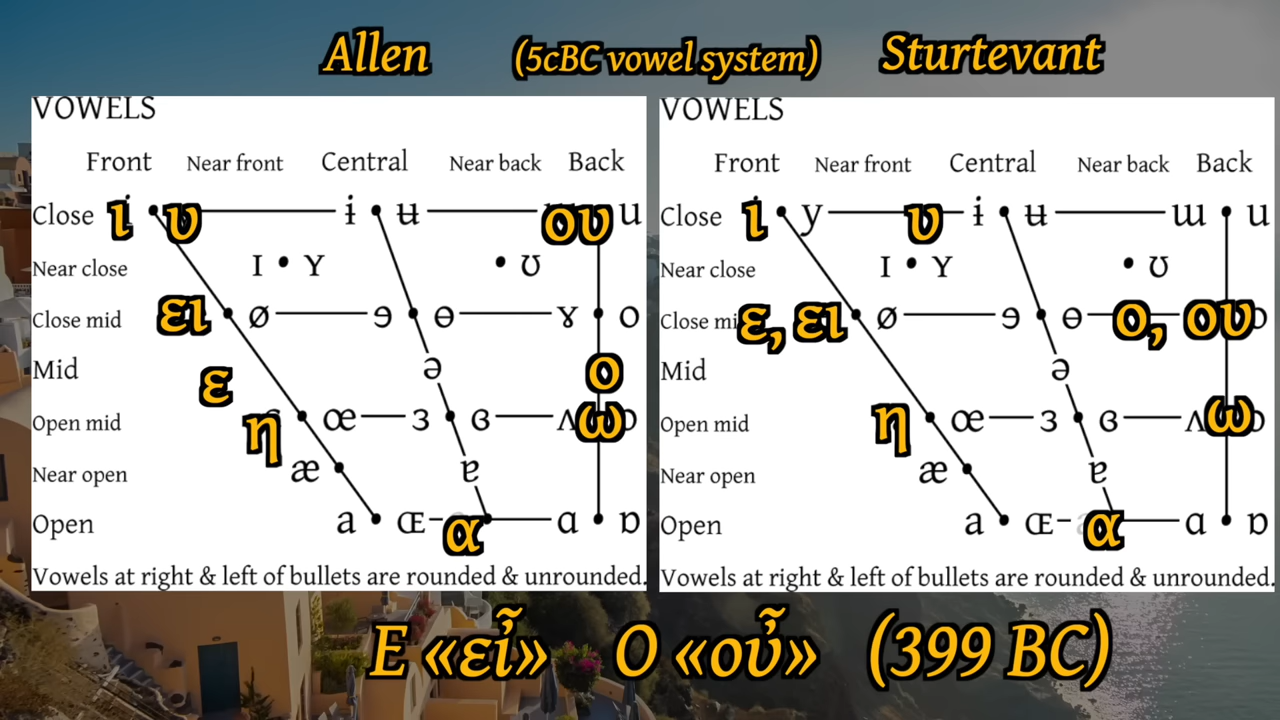 Allen (5cBC vowel system) Sturtevant
VOWELS
Front Near front Central Near back Back
Close ι υ ɨ ʉ ου u
Near close ɪ ʏ ʊ
Close mid ει ø ɘ ɵ ɤ o
Mid ε ə ο
Open mid η œ ɜ ɞ ʌ ω
Near open æ ɐ
Open a Œ α ɑ ɒ
Vowels at right & left of bullets are rounded & unrounded.
VOWELS
Front Near front Central Near back Back
Close ι y υ ɨ ʉ ɯ u
Near close ɪ ʏ ʊ
Close mi ε, ει ø ɘ ɵ ο, ου
Mid ə
Open mid η œ ɜ ɞ ʌ ω
Near open æ ɐ
Open a Œ α ɑ ɒ
Vowels at right & left of bullets are rounded & unrounded.
Ε «εἶ» Ο «οὖ» (399 BC)